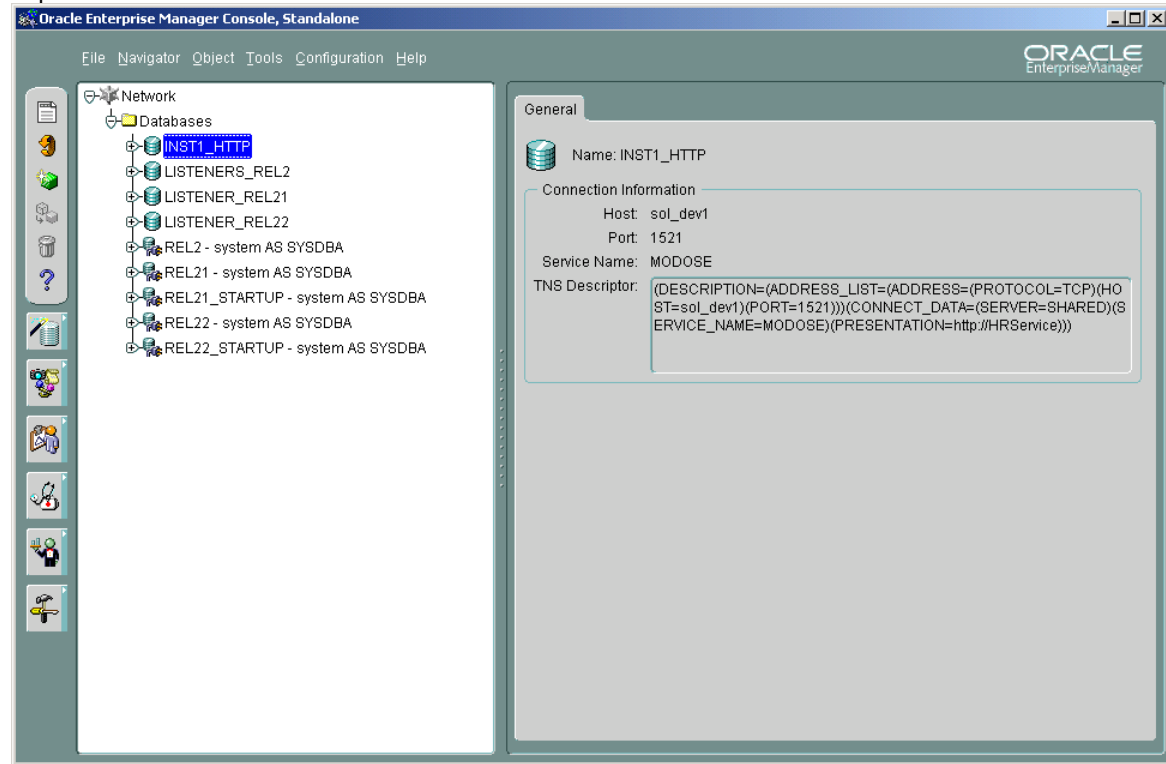 Oracle Enterprise Manager Console, Standalone
File Navigator Object Tools Configuration Help
ORACLE
EnterpriseManager
Network
Databases
INST1_HTTP
LISTENERS_REL2
LISTENER_REL21
LISTENER_REL22
REL2 - system AS SYSDBA
REL21 - system AS SYSDBA
REL21_STARTUP - system AS SYSDBA
REL22 - system AS SYSDBA
REL22_STARTUP - system AS SYSDBA
General
Name: INST1_HTTP
Connection Information
Host: sol_dev1
Port: 1521
Service Name: MODOSE
TNS Descriptor: (DESCRIPTION=(ADDRESS_LIST=(ADDRESS=(PROTOCOL=TCP)(HO
ST=sol_dev1)(PORT=1521)))(CONNECT_DATA=(SERVER=SHARED)(S
ERVICE_NAME=MODOSE)(PRESENTATION=http://HRService)))